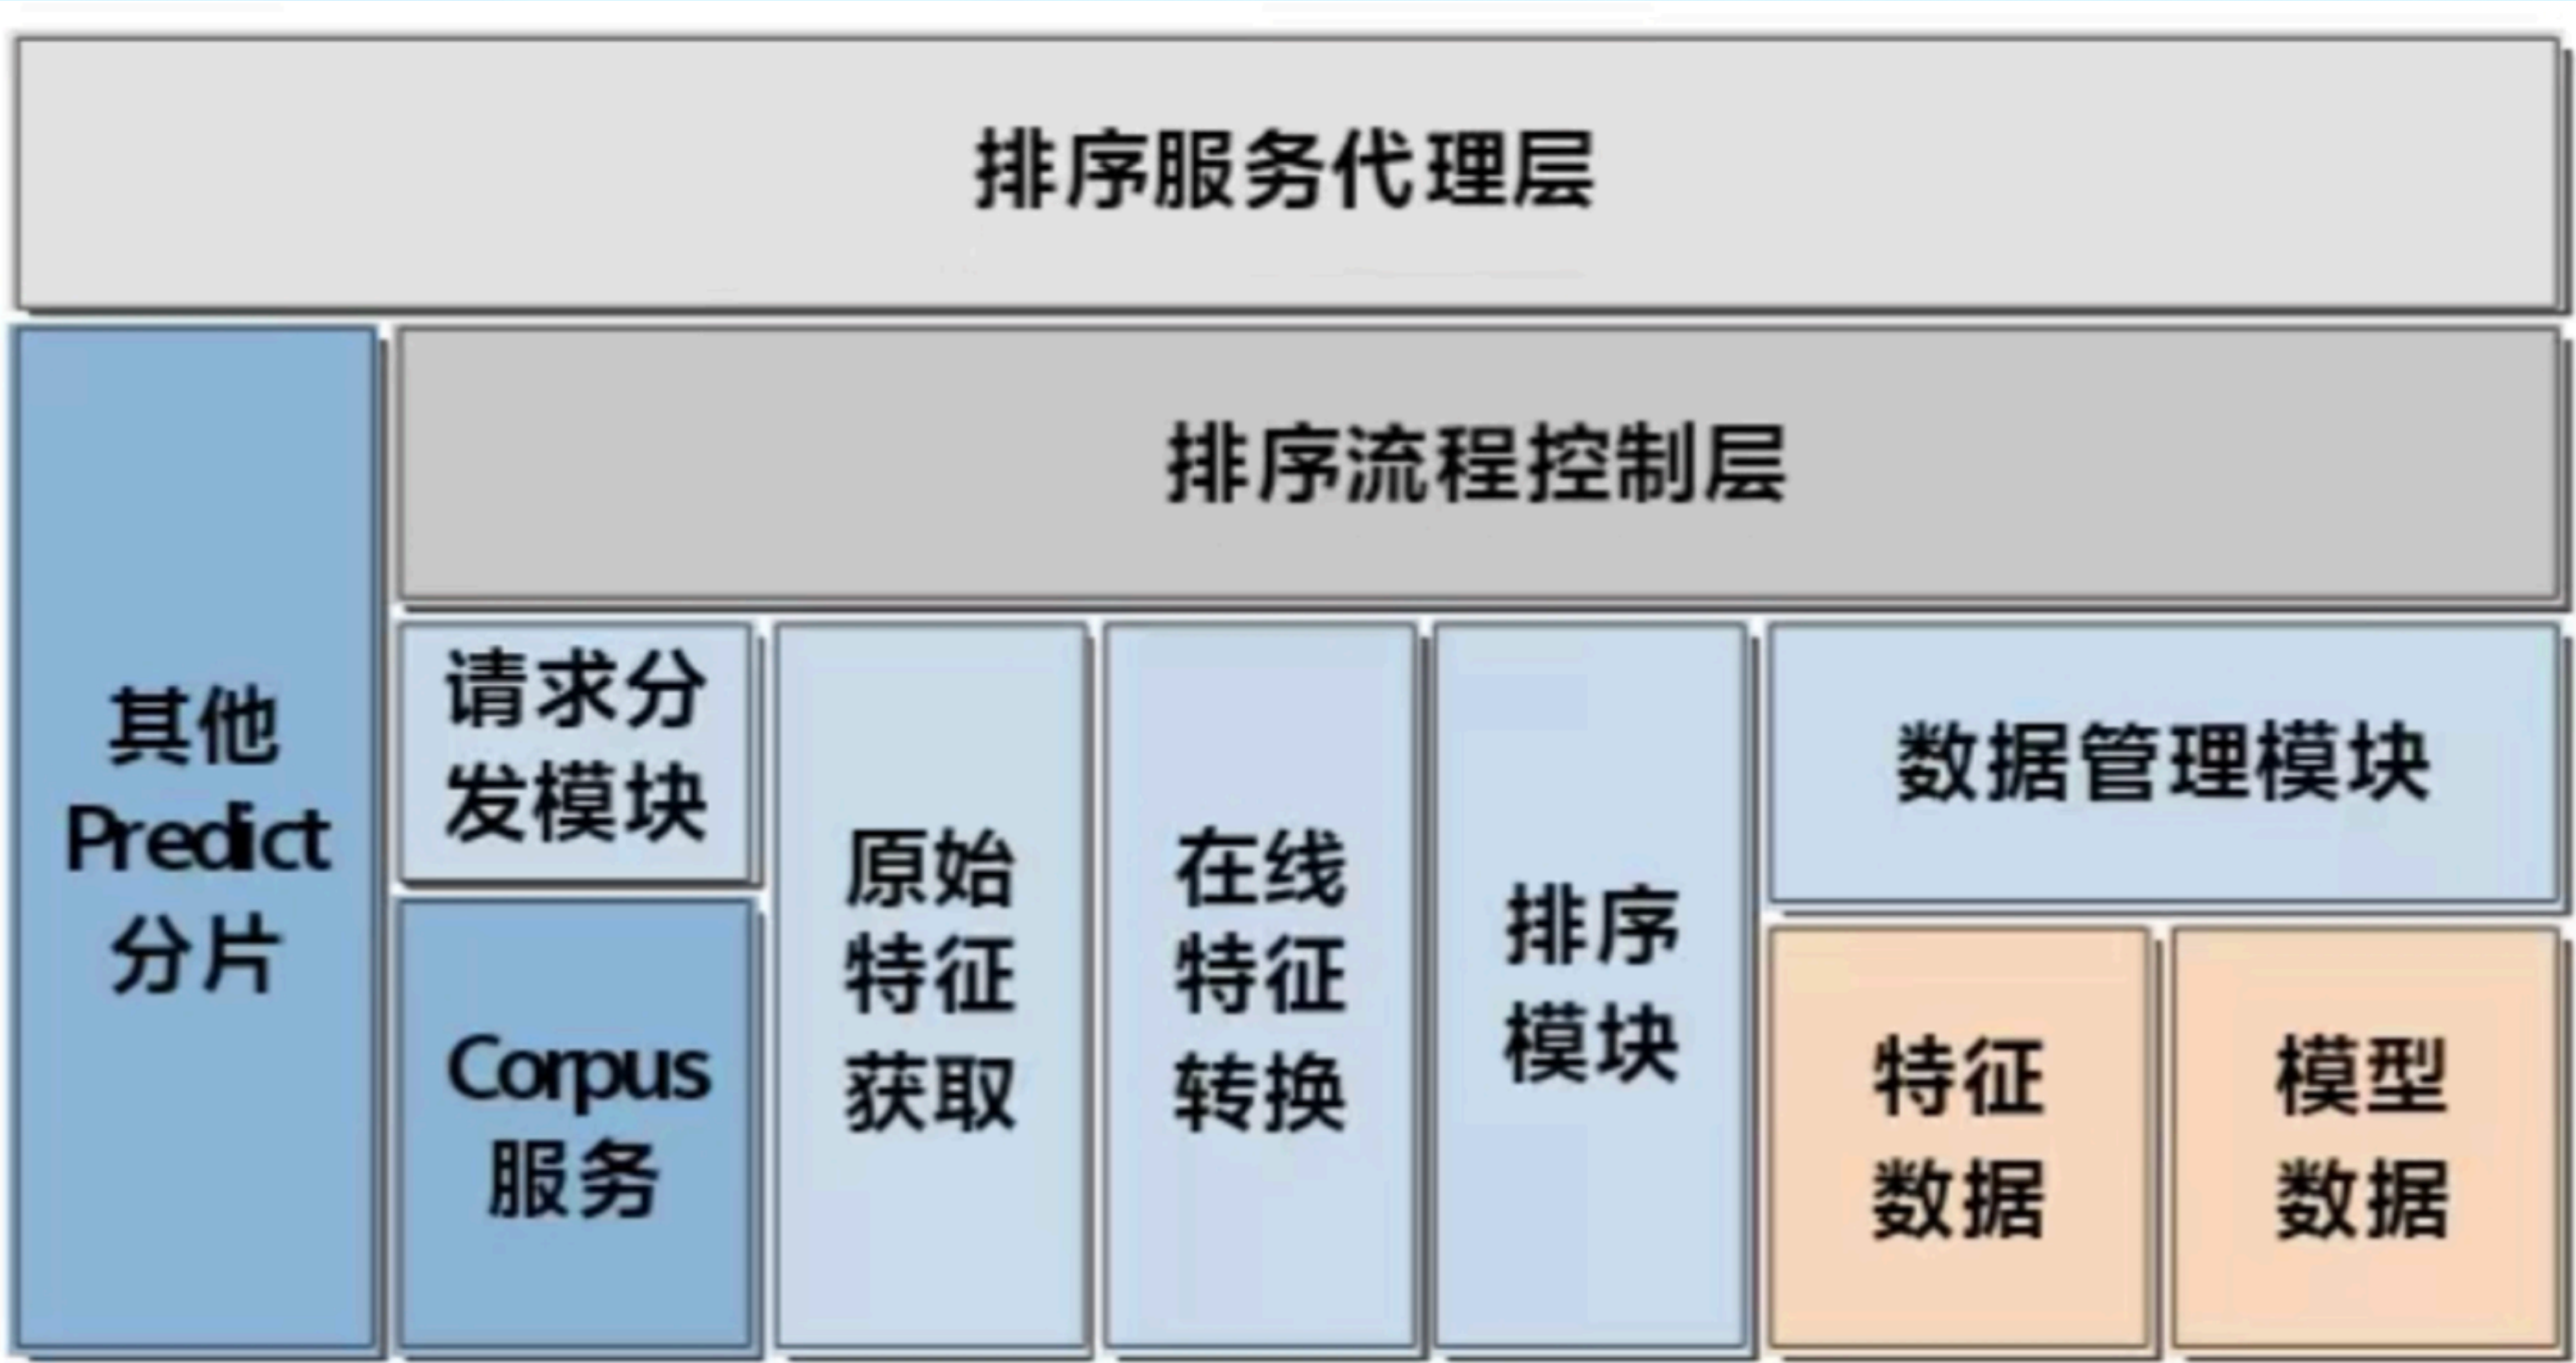 排序服务代理层
排序流程控制层
其他
Predict
分片
请求分
发模块
Corpus
服务
原始
特征
获取
在线
特征
转换
排序
模块
数据管理模块
特征
数据
模型
数据